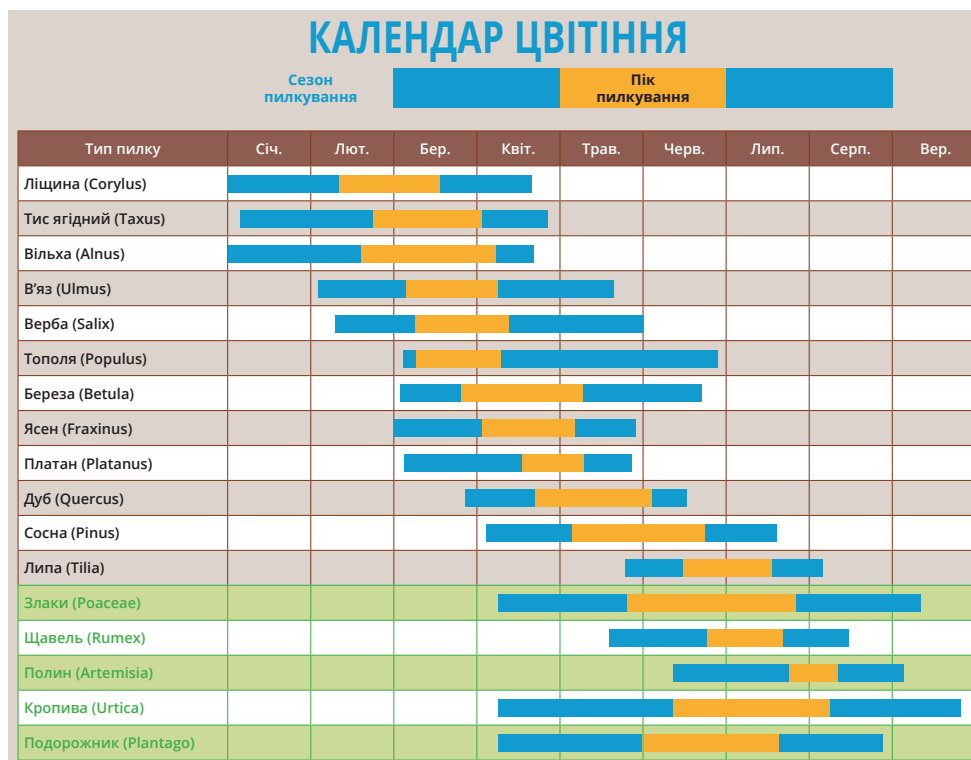 КАЛЕНДАР ЦВІТІННЯ
Сезон
пилкування
Пік
пилкування
Тип пилку Січ. Лют. Бер. Квіт. Трав. Черв. Лип. Серп. Вер.
Ліщина (Corylus)
Тис ягідний (Taxus)
Вільха (Alnus)
В’яз (Ulmus)
Верба (Salix)
Тополя (Populus)
Береза (Betula)
Ясен (Fraxinus)
Платан (Platanus)
Дуб (Quercus)
Сосна (Pinus)
Липа (Tilia)
Злаки (Poaceae)
Щавель (Rumex)
Полин (Artemisia)
Кропива (Urtica)
Подорожник (Plantago)